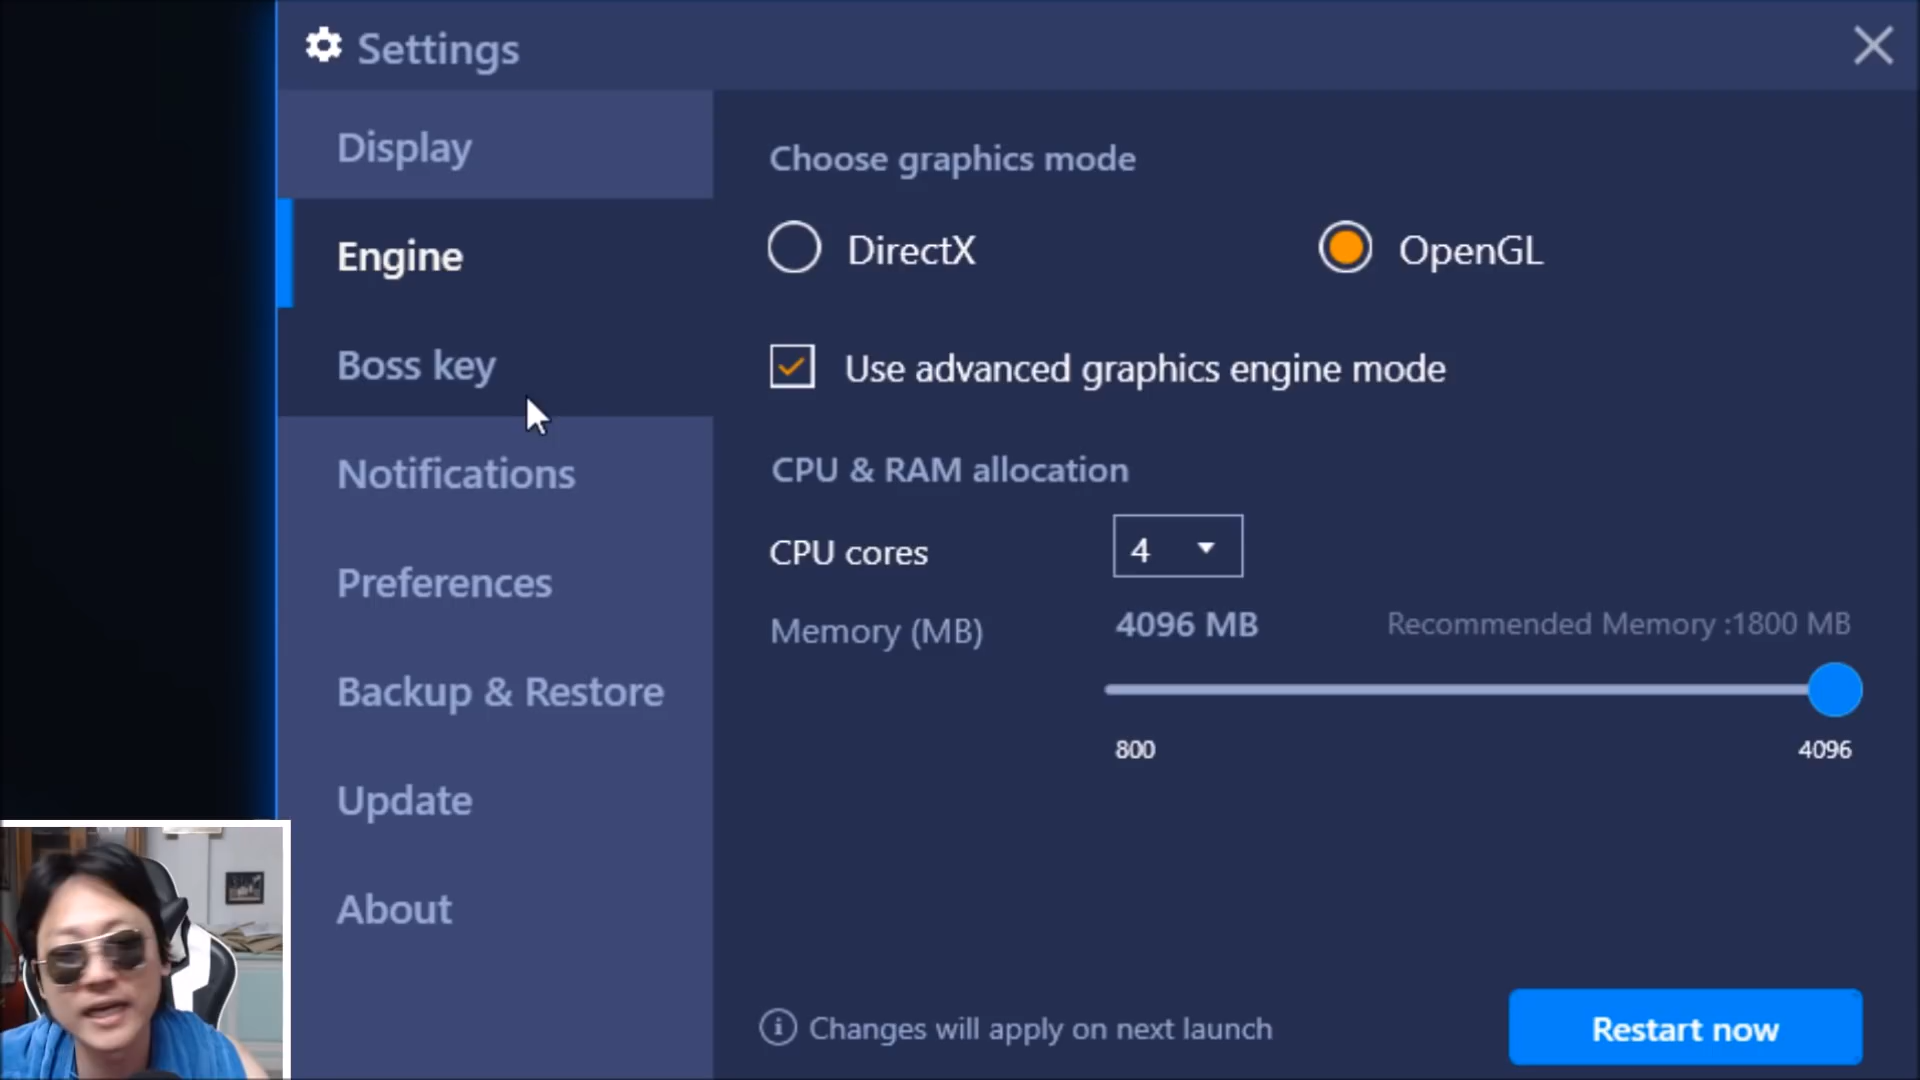 Settings
Display
Engine
Boss key
Notifications
Preferences
Backup & Restore
Update
About
Choose graphics mode
DirectX
OpenGL
Use advanced graphics engine mode
CPU & RAM allocation
CPU cores
4
Memory (MB)
4096 MB
Recommended Memory :1800 MB
800
4096
Changes will apply on next launch
Restart now